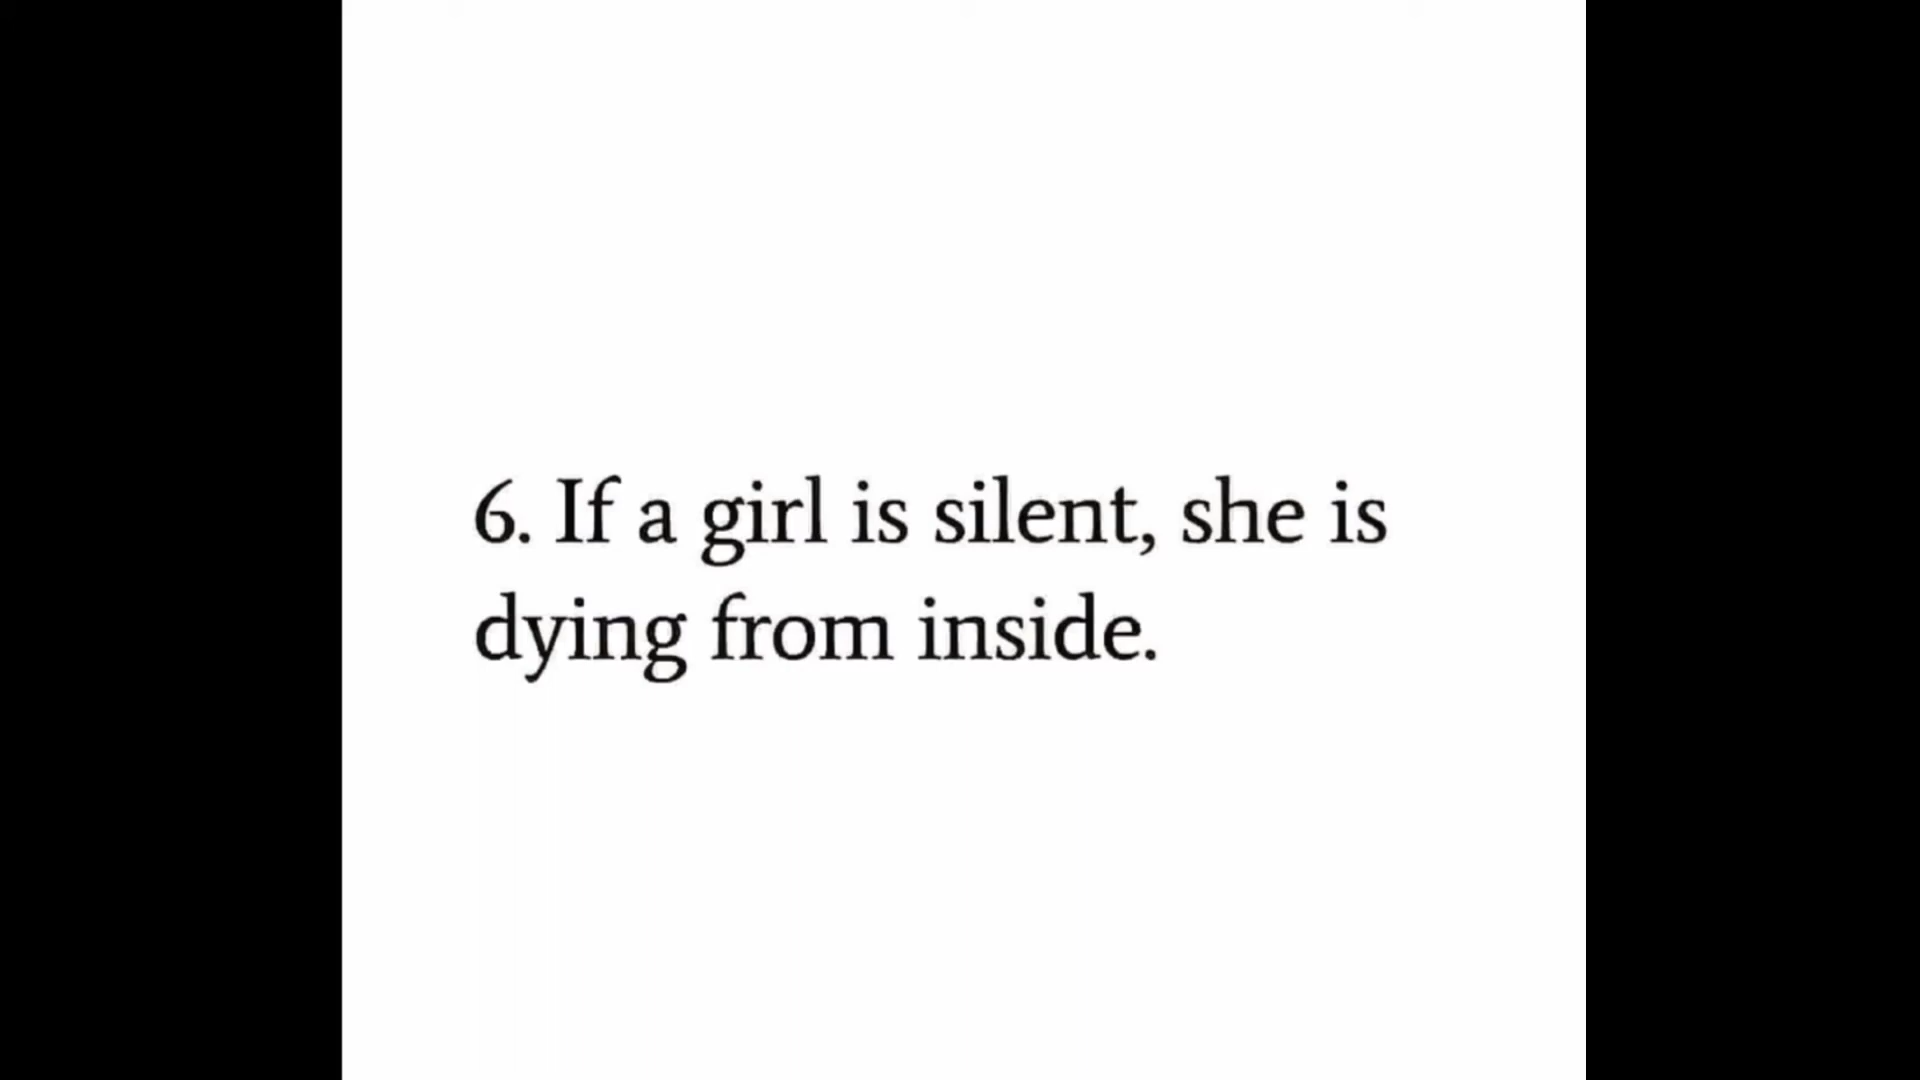 6. If a girl is silent, she is
dying from inside.